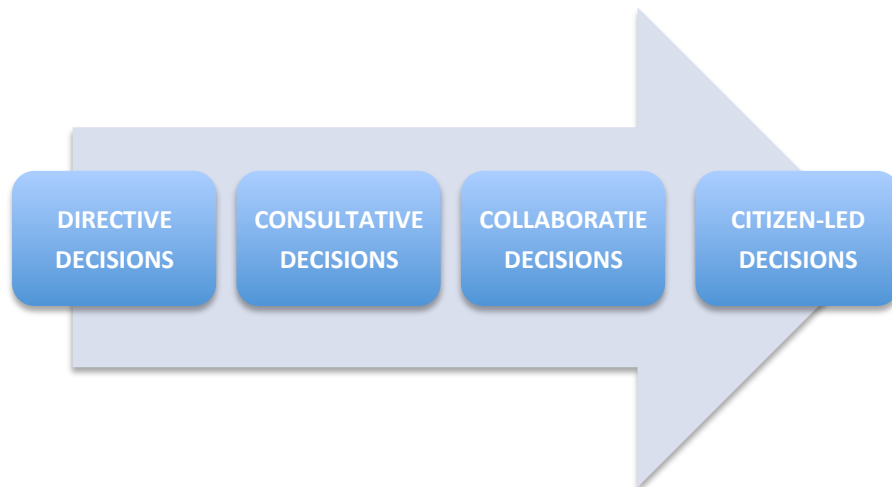 DIRECTIVE
DECISIONS
CONSULTATIVE
DECISIONS
COLLABORATIE
DECISIONS
CITIZEN-LED
DECISIONS